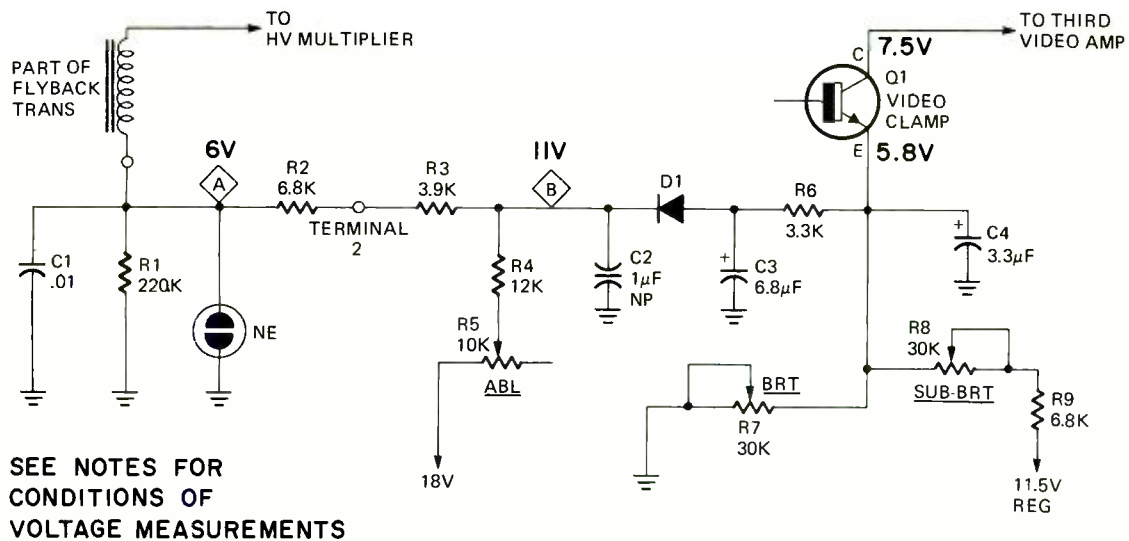 TO
HV MULTIPLIER
PART OF
FLYBACK
TRANS
6V
A
R2
6.8K
TERMINAL
2
R3
3.9K
11V
B
D1
R6
3.3K
C
7.5V
TO THIRD
VIDEO AMP
Q1
VIDEO
CLAMP
E
5.8V
C1
.01
R1
220K
NE
R4
12K
R5
10K
ABL
18V
C2
1µF
NP
+
C3
6.8µF
+
C4
3.3µF
BRT
R7
30K
R8
30K
SUB-BRT
R9
6.8K
11.5V
REG
SEE NOTES FOR
CONDITIONS OF
VOLTAGE MEASUREMENTS